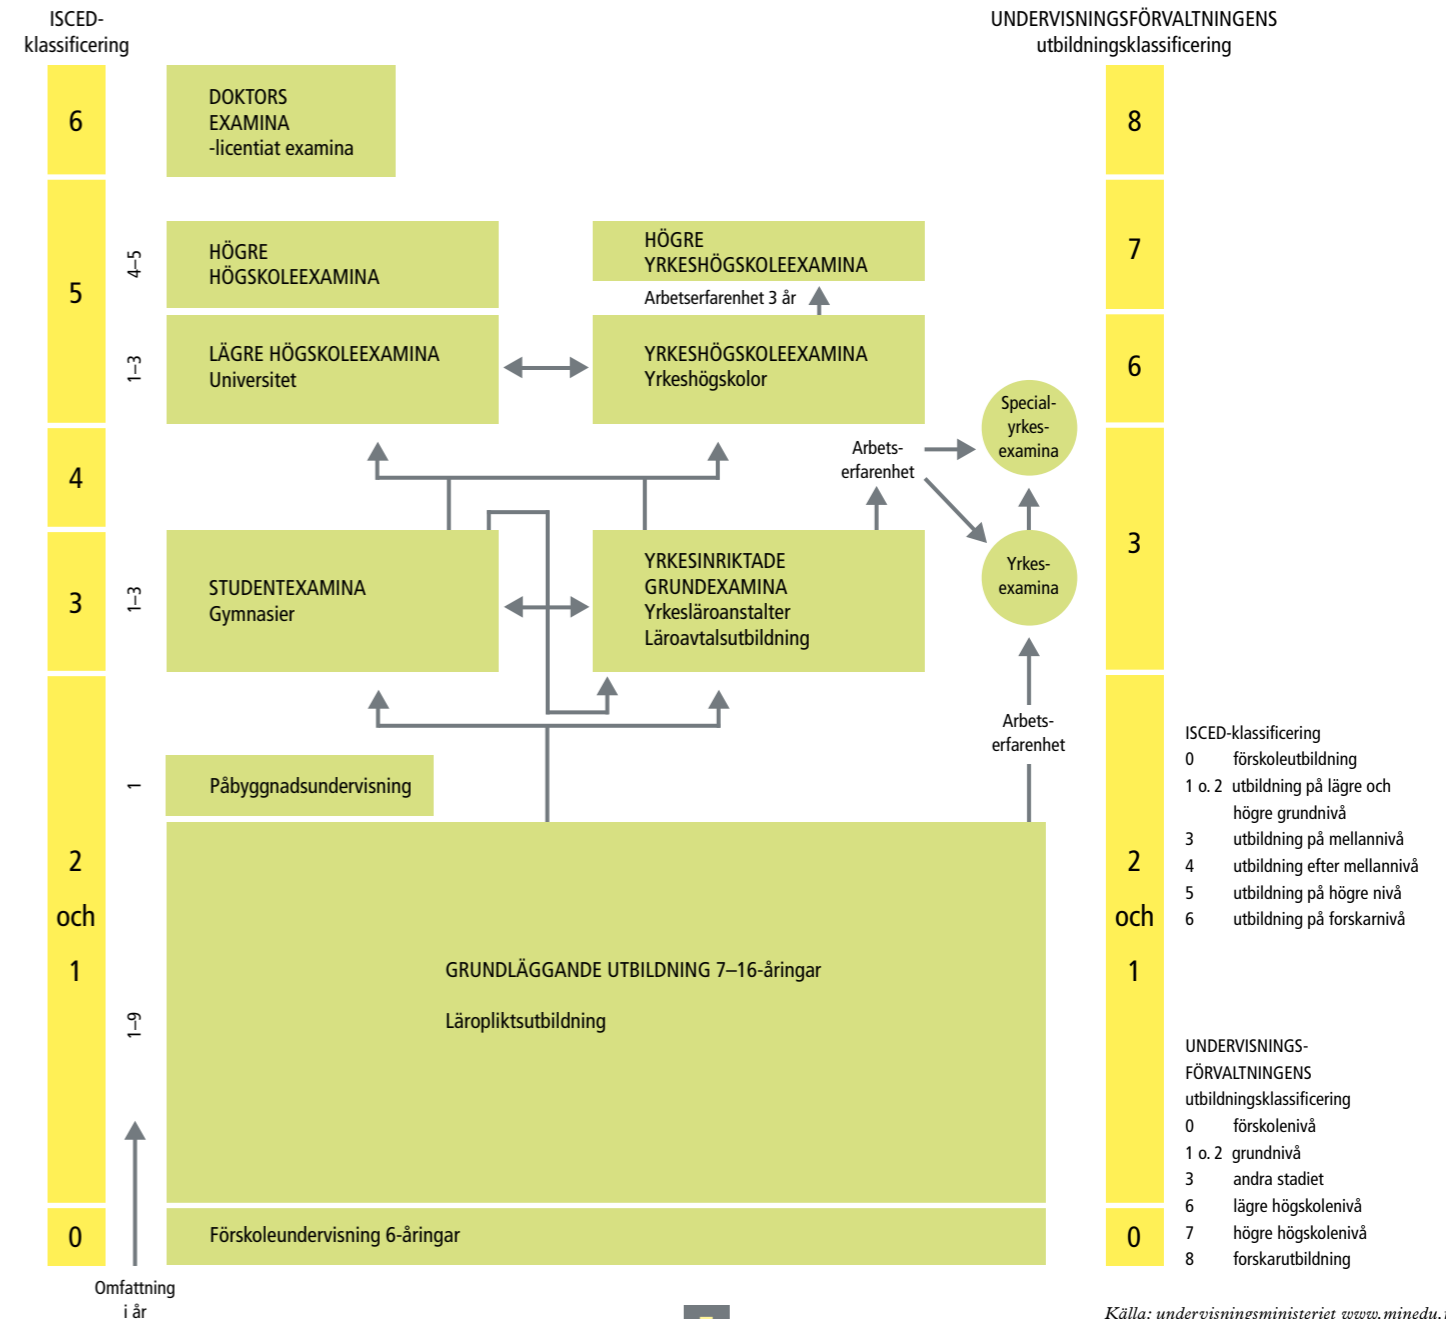 ISCED-
klassificering
UNDERVISNINGSFÖRVALTNINGENS
utbildningsklassificering
6
DOKTORS
EXAMINA
-licentiat examina
8
5
4–5
HÖGRE
HÖGSKOLEEXAMINA
HÖGRE
YRKESHÖGSKOLEEXAMINA
7
Arbetserfarenhet 3 år
1–3
LÄGRE HÖGSKOLEEXAMINA
Universitet
YRKESHÖGSKOLEEXAMINA
Yrkeshögskolor
6
Special-
yrkes-
examina
4
Arbets-
erfarenhet
3
3
1–3
STUDENTEXAMINA
Gymnasier
YRKESINRIKTADE
GRUNDEXAMINA
Yrkesläroanstalter
Läroavtalsutbildning
Yrkes-
examina
Arbets-
erfarenhet
1
Påbyggnadsundervisning
2
och
1
1–9
GRUNDLÄGGANDE UTBILDNING 7–16-åringar
Läropliktsutbildning
2
och
1
0
Förskoleundervisning 6-åringar
0
Omfattning
i år
ISCED-klassificering
0 förskoleutbildning
1 o. 2 utbildning på lägre och
högre grundnivå
3 utbildning på mellannivå
4 utbildning efter mellannivå
5 utbildning på högre nivå
6 utbildning på forskarnivå
UNDERVISNINGS-
FÖRVALTNINGENS
utbildningsklassificering
0 förskolenivå
1 o. 2 grundnivå
3 andra stadiet
6 lägre högskolenivå
7 högre högskolenivå
8 forskarutbildning
Källa: undervisningsministeriet www.minedu.